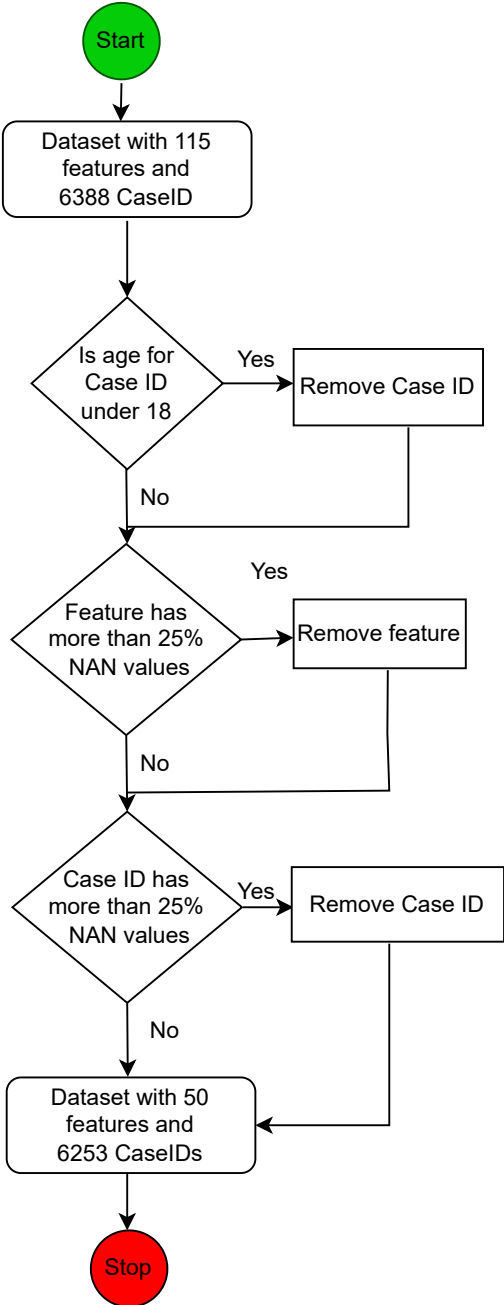 Start
Dataset with 115
features and
6388 CaseID
Is age for
Case ID
under 18
Yes
Remove Case ID
No
Yes
Feature has
more than 25%
NAN values
Remove feature
No
Case ID has
more than 25%
NAN values
Yes
Remove Case ID
No
Dataset with 50
features and
6253 CaseIDs
Stop